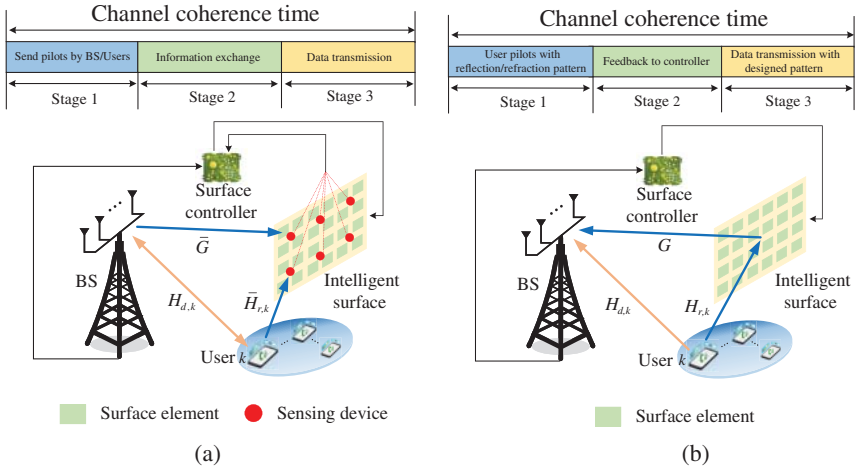 Channel coherence time
Send pilots by BS/Users
Information exchange
Data transmission
Stage 1
Stage 2
Stage 3
Surface
controller
G̅
BS
H_{d,k}
H̅_{r,k}
Intelligent
surface
User k
Surface element
Sensing device
(a)
Channel coherence time
User pilots with
reflection/refraction pattern
Feedback to controller
Data transmission with
designed pattern
Stage 1
Stage 2
Stage 3
Surface
controller
G
BS
H_{d,k}
H_{r,k}
Intelligent
surface
User k
Surface element
(b)